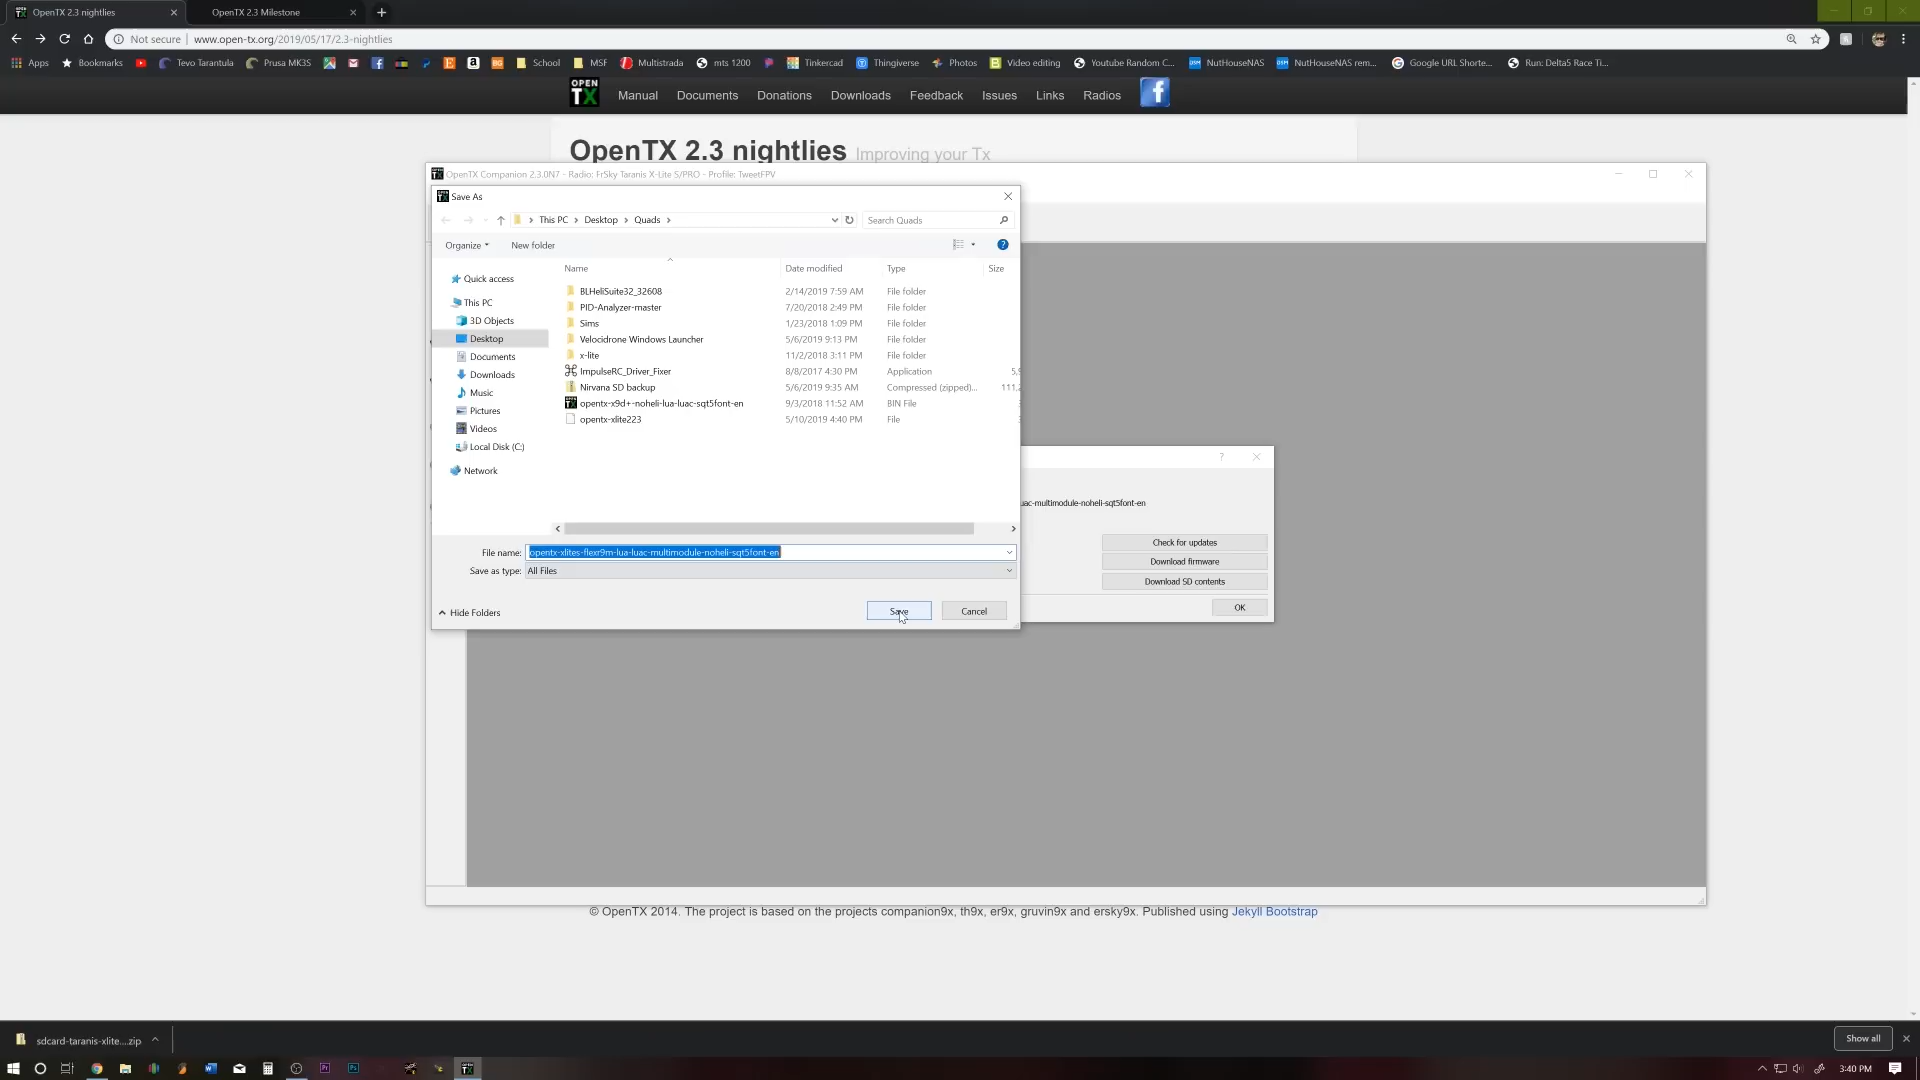 OpenTX 2.3 nightlies
OpenTX 2.3 Milestone
Not secure | www.open-tx.org/2019/05/17/2.3-nightlies
Apps Bookmarks Tevo Tarantula Prusa MK3S School MSF Multistrada mts 1200 Tinkercad Thingiverse Photos Video editing Youtube Random C... NutHouseNAS NutHouseNAS rem... Google URL Shorte... Run: Delta5 Race Ti...
OPEN TX Manual Documents Donations Downloads Feedback Issues Links Radios
OpenTX 2.3 nightlies Improving your Tx
OpenTX Companion 2.3.0N7 - Radio: FrSky Taranis X-Lite S/PRO - Profile: TweetFPV
Save As
This PC > Desktop > Quads >
Search Quads
Organize New folder
Name Date modified Type Size
Quick access
This PC
3D Objects
Desktop
Documents
Downloads
Music
Pictures
Videos
Local Disk (C:)
Network
BLHeliSuite32_32608 2/14/2019 7:59 AM File folder
PID-Analyzer-master 7/20/2018 2:49 PM File folder
Sims 1/23/2018 1:09 PM File folder
Velocidrone Windows Launcher 5/6/2019 9:13 PM File folder
x-lite 11/2/2018 3:11 PM File folder
ImpulseRC_Driver_Fixer 8/8/2017 4:30 PM Application 5,9
Nirvana SD backup 5/6/2019 9:35 AM Compressed (zipped)... 111,2
opentx-x9d+-noheli-lua-luac-sqt5font-en 9/3/2018 11:52 AM BIN File
opentx-xlite223 5/10/2019 4:40 PM File
File name: opentx-xlites-flexr9m-lua-luac-multimodule-noheli-sqt5font-en
Save as type: All Files
Hide Folders
Save Cancel
uac-multimodule-noheli-sqt5font-en
Check for updates
Download firmware
Download SD contents
OK
© OpenTX 2014. The project is based on the projects companion9x, th9x, er9x, gruvin9x and ersky9x. Published using Jekyll Bootstrap
sdcard-taranis-xlite....zip
Show all
3:40 PM